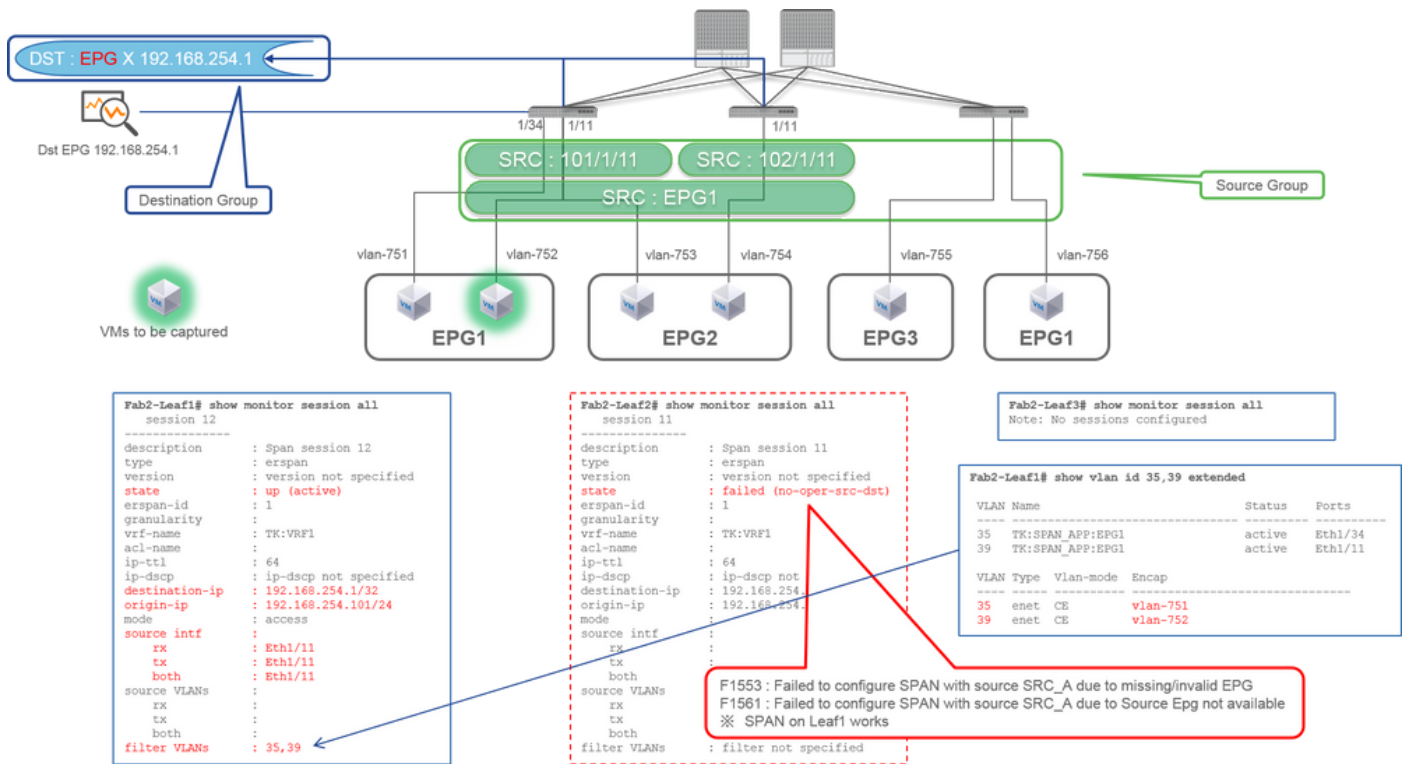 DST : EPG X 192.168.254.1
Dst EPG 192.168.254.1
Destination Group
1/34
1/11
1/11
SRC : 101/1/11
SRC : 102/1/11
SRC : EPG1
Source Group
vlan-751
vlan-752
vlan-753
vlan-754
vlan-755
vlan-756
VM
VM
VM
VM
VM
VM
VM
VMs to be captured
EPG1
EPG2
EPG3
EPG1
Fab2-Leaf1# show monitor session all
session 12
---------------
description : Span session 12
type : erspan
version : version not specified
state : up (active)
erspan-id : 1
granularity :
vrf-name : TK:VRF1
acl-name :
ip-ttl : 64
ip-dscp : ip-dscp not specified
destination-ip : 192.168.254.1/32
origin-ip : 192.168.254.101/24
mode : access
source intf :
rx : Eth1/11
tx : Eth1/11
both : Eth1/11
source VLANs :
rx :
tx :
both :
filter VLANs : 35,39
Fab2-Leaf2# show monitor session all
session 11
---------------
description : Span session 11
type : erspan
version : version not specified
state : failed (no-oper-src-dst)
erspan-id : 1
granularity :
vrf-name : TK:VRF1
acl-name :
ip-ttl : 64
ip-dscp : ip-dscp not
destination-ip : 192.168.254.
origin-ip : 192.168.254.
mode :
source intf :
rx :
tx :
both :
source VLANs
rx
tx
both
filter VLANs : filter not specified
F1553 : Failed to configure SPAN with source SRC_A due to missing/invalid EPG
F1561 : Failed to configure SPAN with source SRC_A due to Source Epg not available
※ SPAN on Leaf1 works
Fab2-Leaf3# show monitor session all
Note: No sessions configured
Fab2-Leaf1# show vlan id 35,39 extended
VLAN Name Status Ports
---- -------------------------------- --------- ----------
35 TK:SPAN_APP:EPG1 active Eth1/34
39 TK:SPAN_APP:EPG1 active Eth1/11
VLAN Type Vlan-mode Encap
---- ----- ---------- -------------------------------
35 enet CE vlan-751
39 enet CE vlan-752